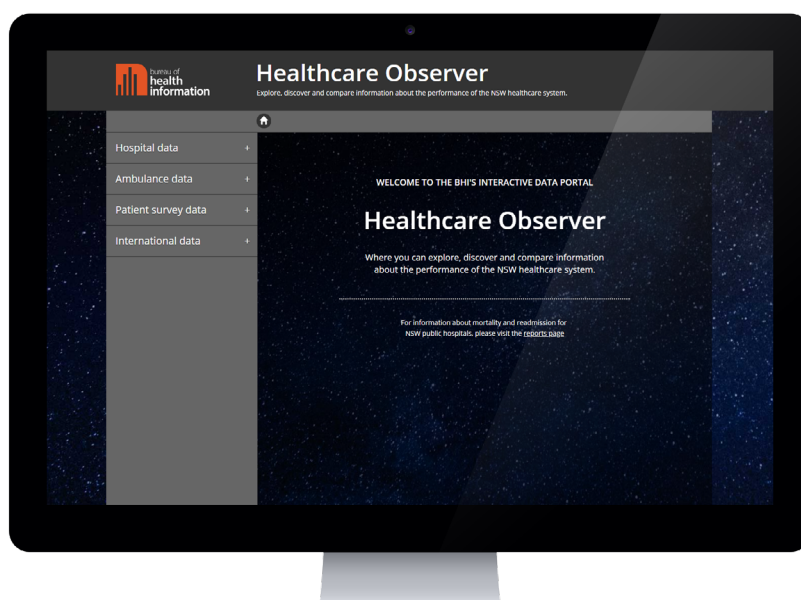 bureau of
health
information
Healthcare Observer
Explore, discover and compare information about the performance of the NSW healthcare system.
Hospital data +
Ambulance data +
Patient survey data +
International data +
WELCOME TO THE BHI'S INTERACTIVE DATA PORTAL
Healthcare Observer
Where you can explore, discover and compare information
about the performance of the NSW healthcare system.
For information about mortality and readmission for
NSW public hospitals, please visit the reports page